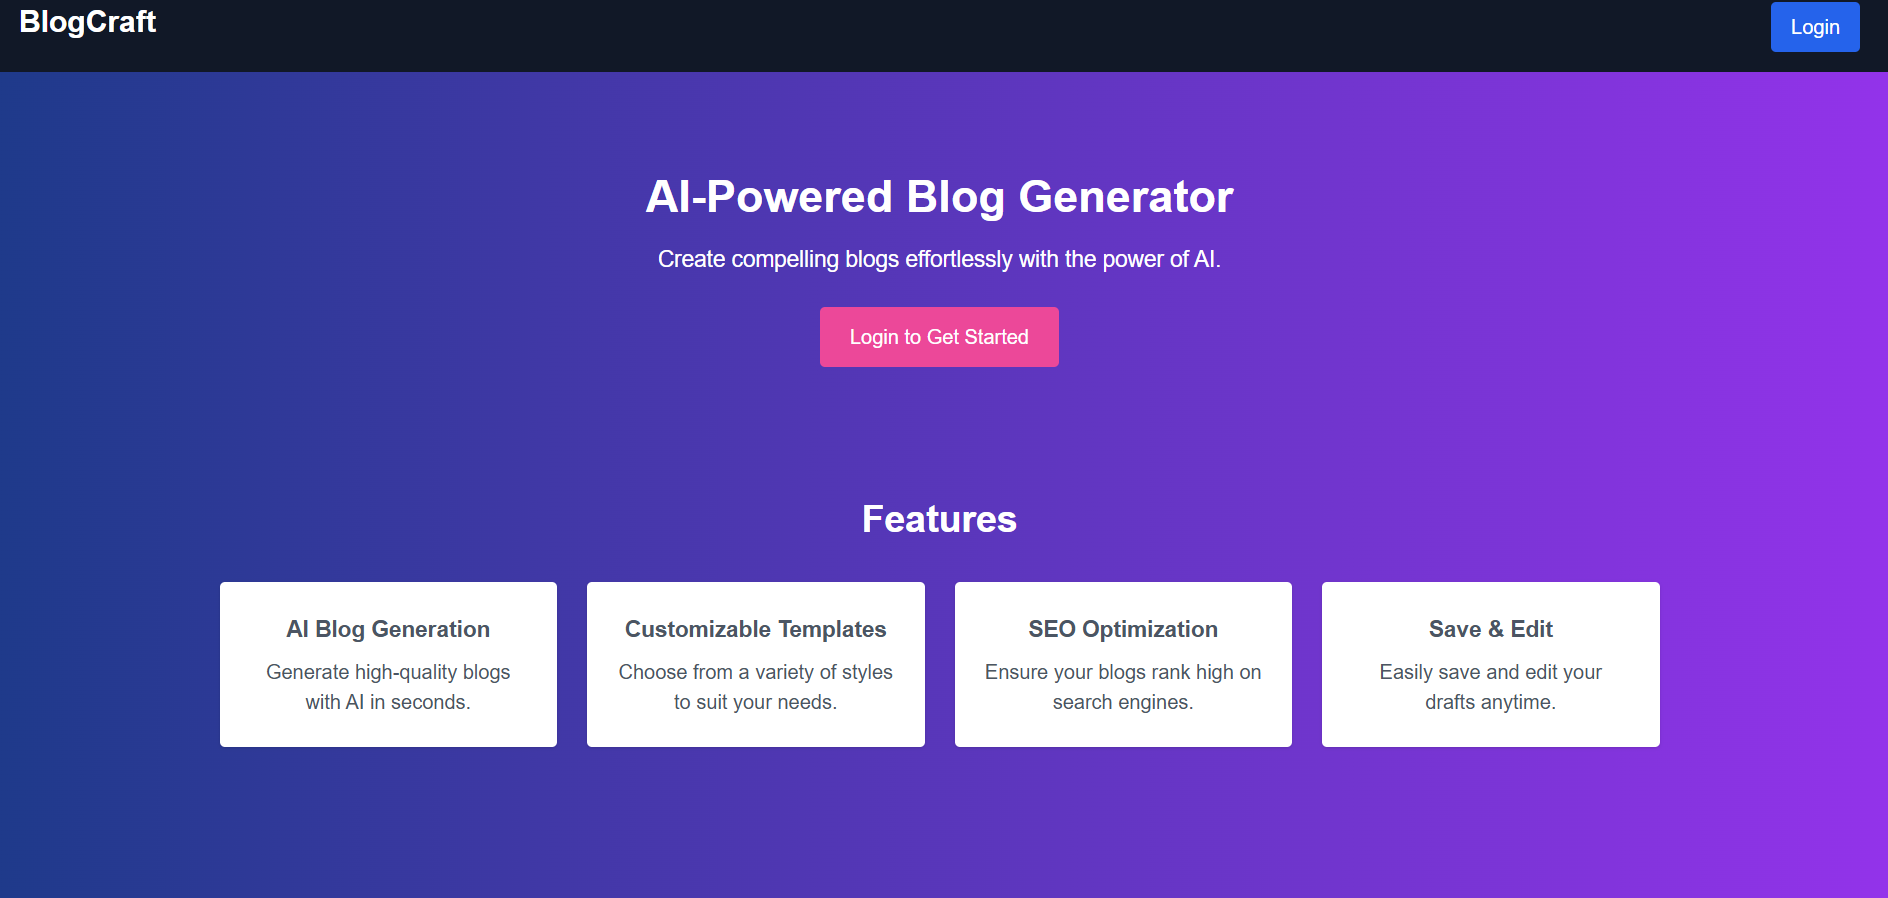 BlogCraft
Login
AI-Powered Blog Generator
Create compelling blogs effortlessly with the power of AI.
Login to Get Started
Features
AI Blog Generation
Generate high-quality blogs
with AI in seconds.
Customizable Templates
Choose from a variety of styles
to suit your needs.
SEO Optimization
Ensure your blogs rank high on
search engines.
Save & Edit
Easily save and edit your
drafts anytime.